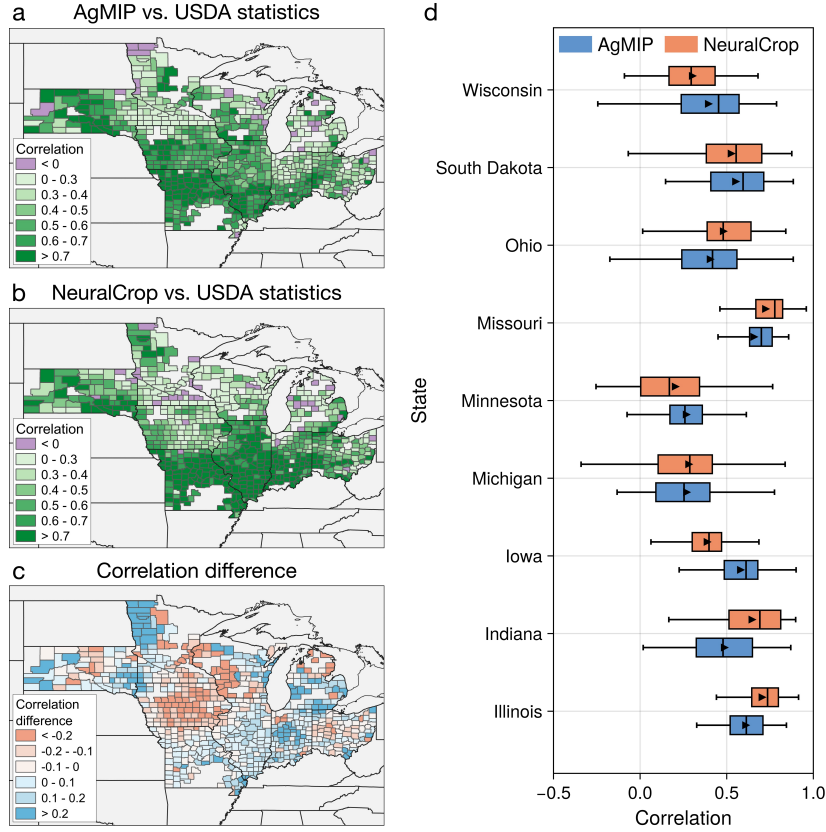 a AgMIP vs. USDA statistics
Correlation
< 0
0 - 0.3
0.3 - 0.4
0.4 - 0.5
0.5 - 0.6
0.6 - 0.7
> 0.7
b NeuralCrop vs. USDA statistics
Correlation
< 0
0 - 0.3
0.3 - 0.4
0.4 - 0.5
0.5 - 0.6
0.6 - 0.7
> 0.7
c Correlation difference
Correlation
difference
< -0.2
-0.2 - -0.1
-0.1 - 0
0 - 0.1
0.1 - 0.2
> 0.2
d
AgMIP NeuralCrop
Wisconsin
South Dakota
Ohio
Missouri
Minnesota
Michigan
Iowa
Indiana
Illinois
State
−0.5 0.0 0.5 1.0
Correlation